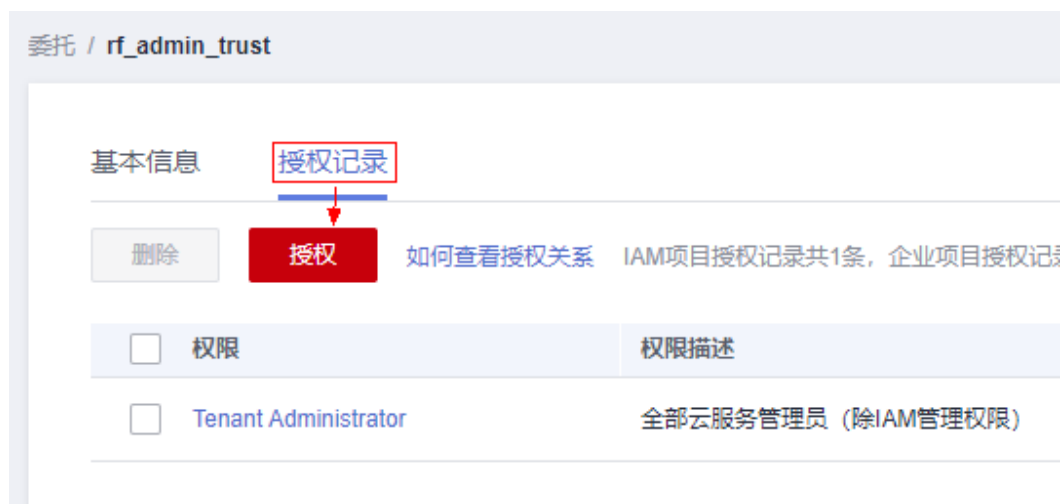 委托 / rf_admin_trust
基本信息 授权记录
删除 授权 如何查看授权关系 IAM项目授权记录共1条，企业项目授权记
权限 权限描述
Tenant Administrator 全部云服务管理员（除IAM管理权限）